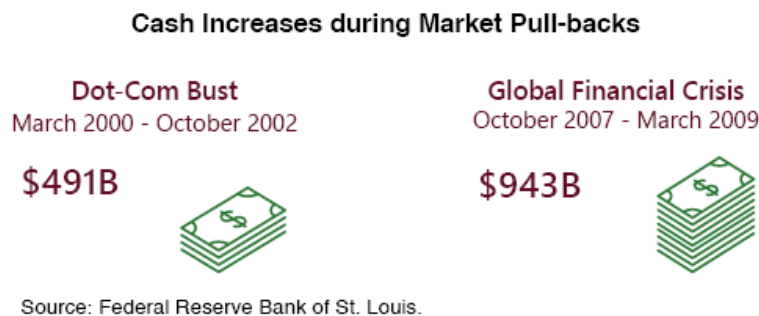 Cash Increases during Market Pull-backs
Dot-Com Bust
March 2000 - October 2002
$491B
Global Financial Crisis
October 2007 - March 2009
$943B
Source: Federal Reserve Bank of St. Louis.